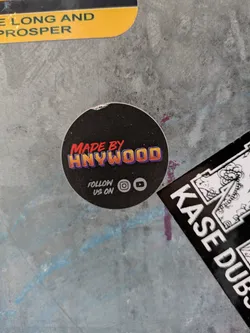 E LONG AND
PROSPER
MADE BY
HNYWOOD
FOLLOW
US ON
KASE DUBS